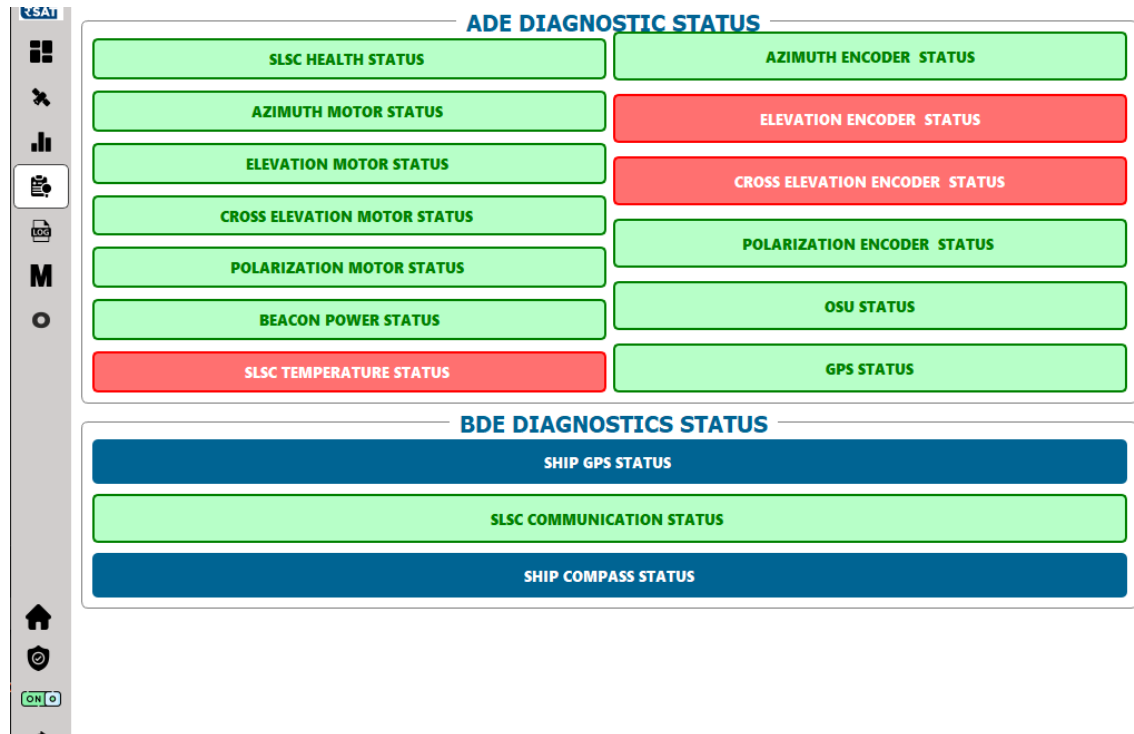 RSAT
ADE DIAGNOSTIC STATUS
SLSC HEALTH STATUS
AZIMUTH MOTOR STATUS
ELEVATION MOTOR STATUS
CROSS ELEVATION MOTOR STATUS
POLARIZATION MOTOR STATUS
BEACON POWER STATUS
SLSC TEMPERATURE STATUS
AZIMUTH ENCODER STATUS
ELEVATION ENCODER STATUS
CROSS ELEVATION ENCODER STATUS
POLARIZATION ENCODER STATUS
OSU STATUS
GPS STATUS
BDE DIAGNOSTICS STATUS
SHIP GPS STATUS
SLSC COMMUNICATION STATUS
SHIP COMPASS STATUS
LOG
M
ON